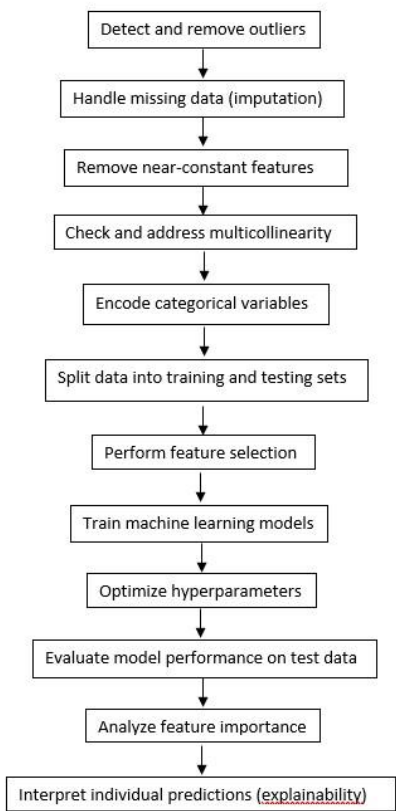 Detect and remove outliers
Handle missing data (imputation)
Remove near-constant features
Check and address multicollinearity
Encode categorical variables
Split data into training and testing sets
Perform feature selection
Train machine learning models
Optimize hyperparameters
Evaluate model performance on test data
Analyze feature importance
Interpret individual predictions (explainability)